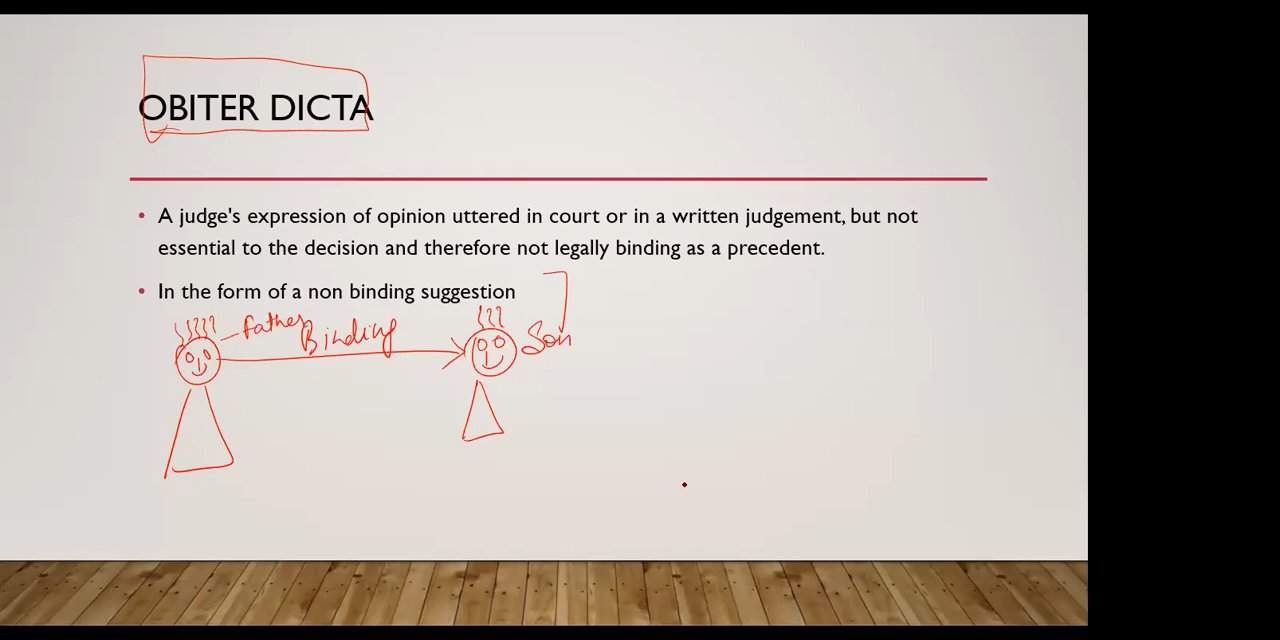 OBITER DICTA
• A judge's expression of opinion uttered in court or in a written judgement, but not
essential to the decision and therefore not legally binding as a precedent.
• In the form of a non binding suggestion
father Binding Son